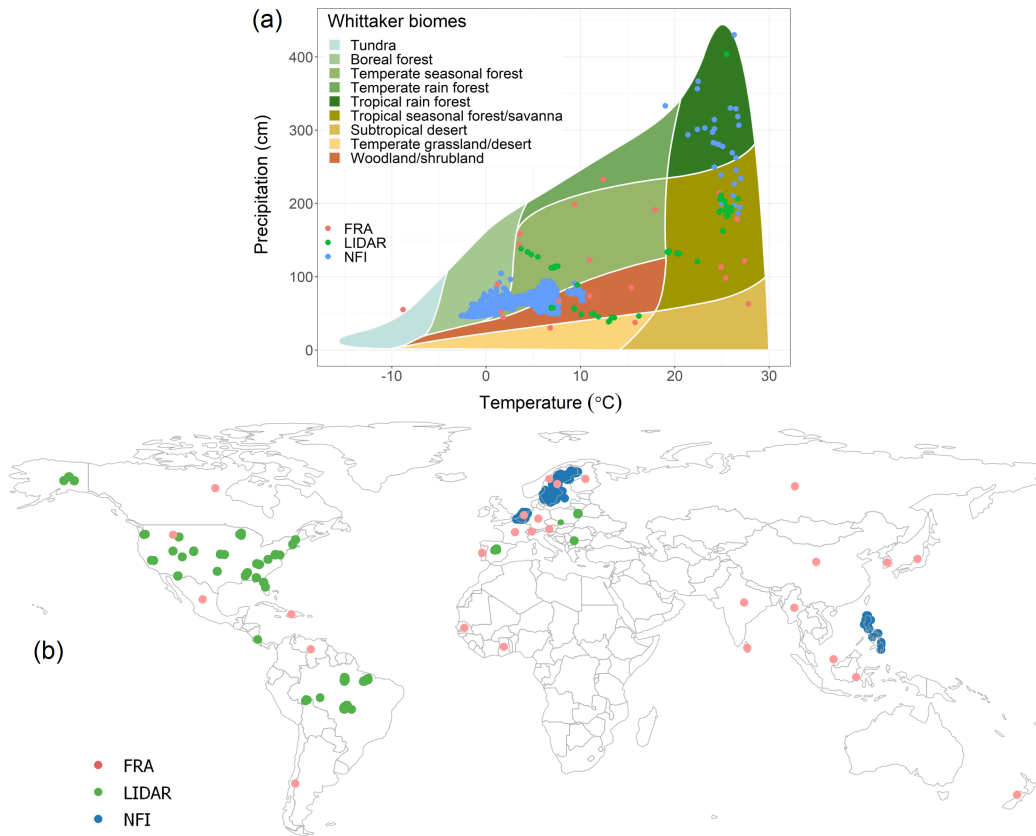 (a)
Whittaker biomes
Tundra
Boreal forest
Temperate seasonal forest
Temperate rain forest
Tropical rain forest
Tropical seasonal forest/savanna
Subtropical desert
Temperate grassland/desert
Woodland/shrubland
FRA
LIDAR
NFI
Precipitation (cm)
400
300
200
100
0
-10
0
10
20
30
Temperature (°C)
(b)
FRA
LIDAR
NFI